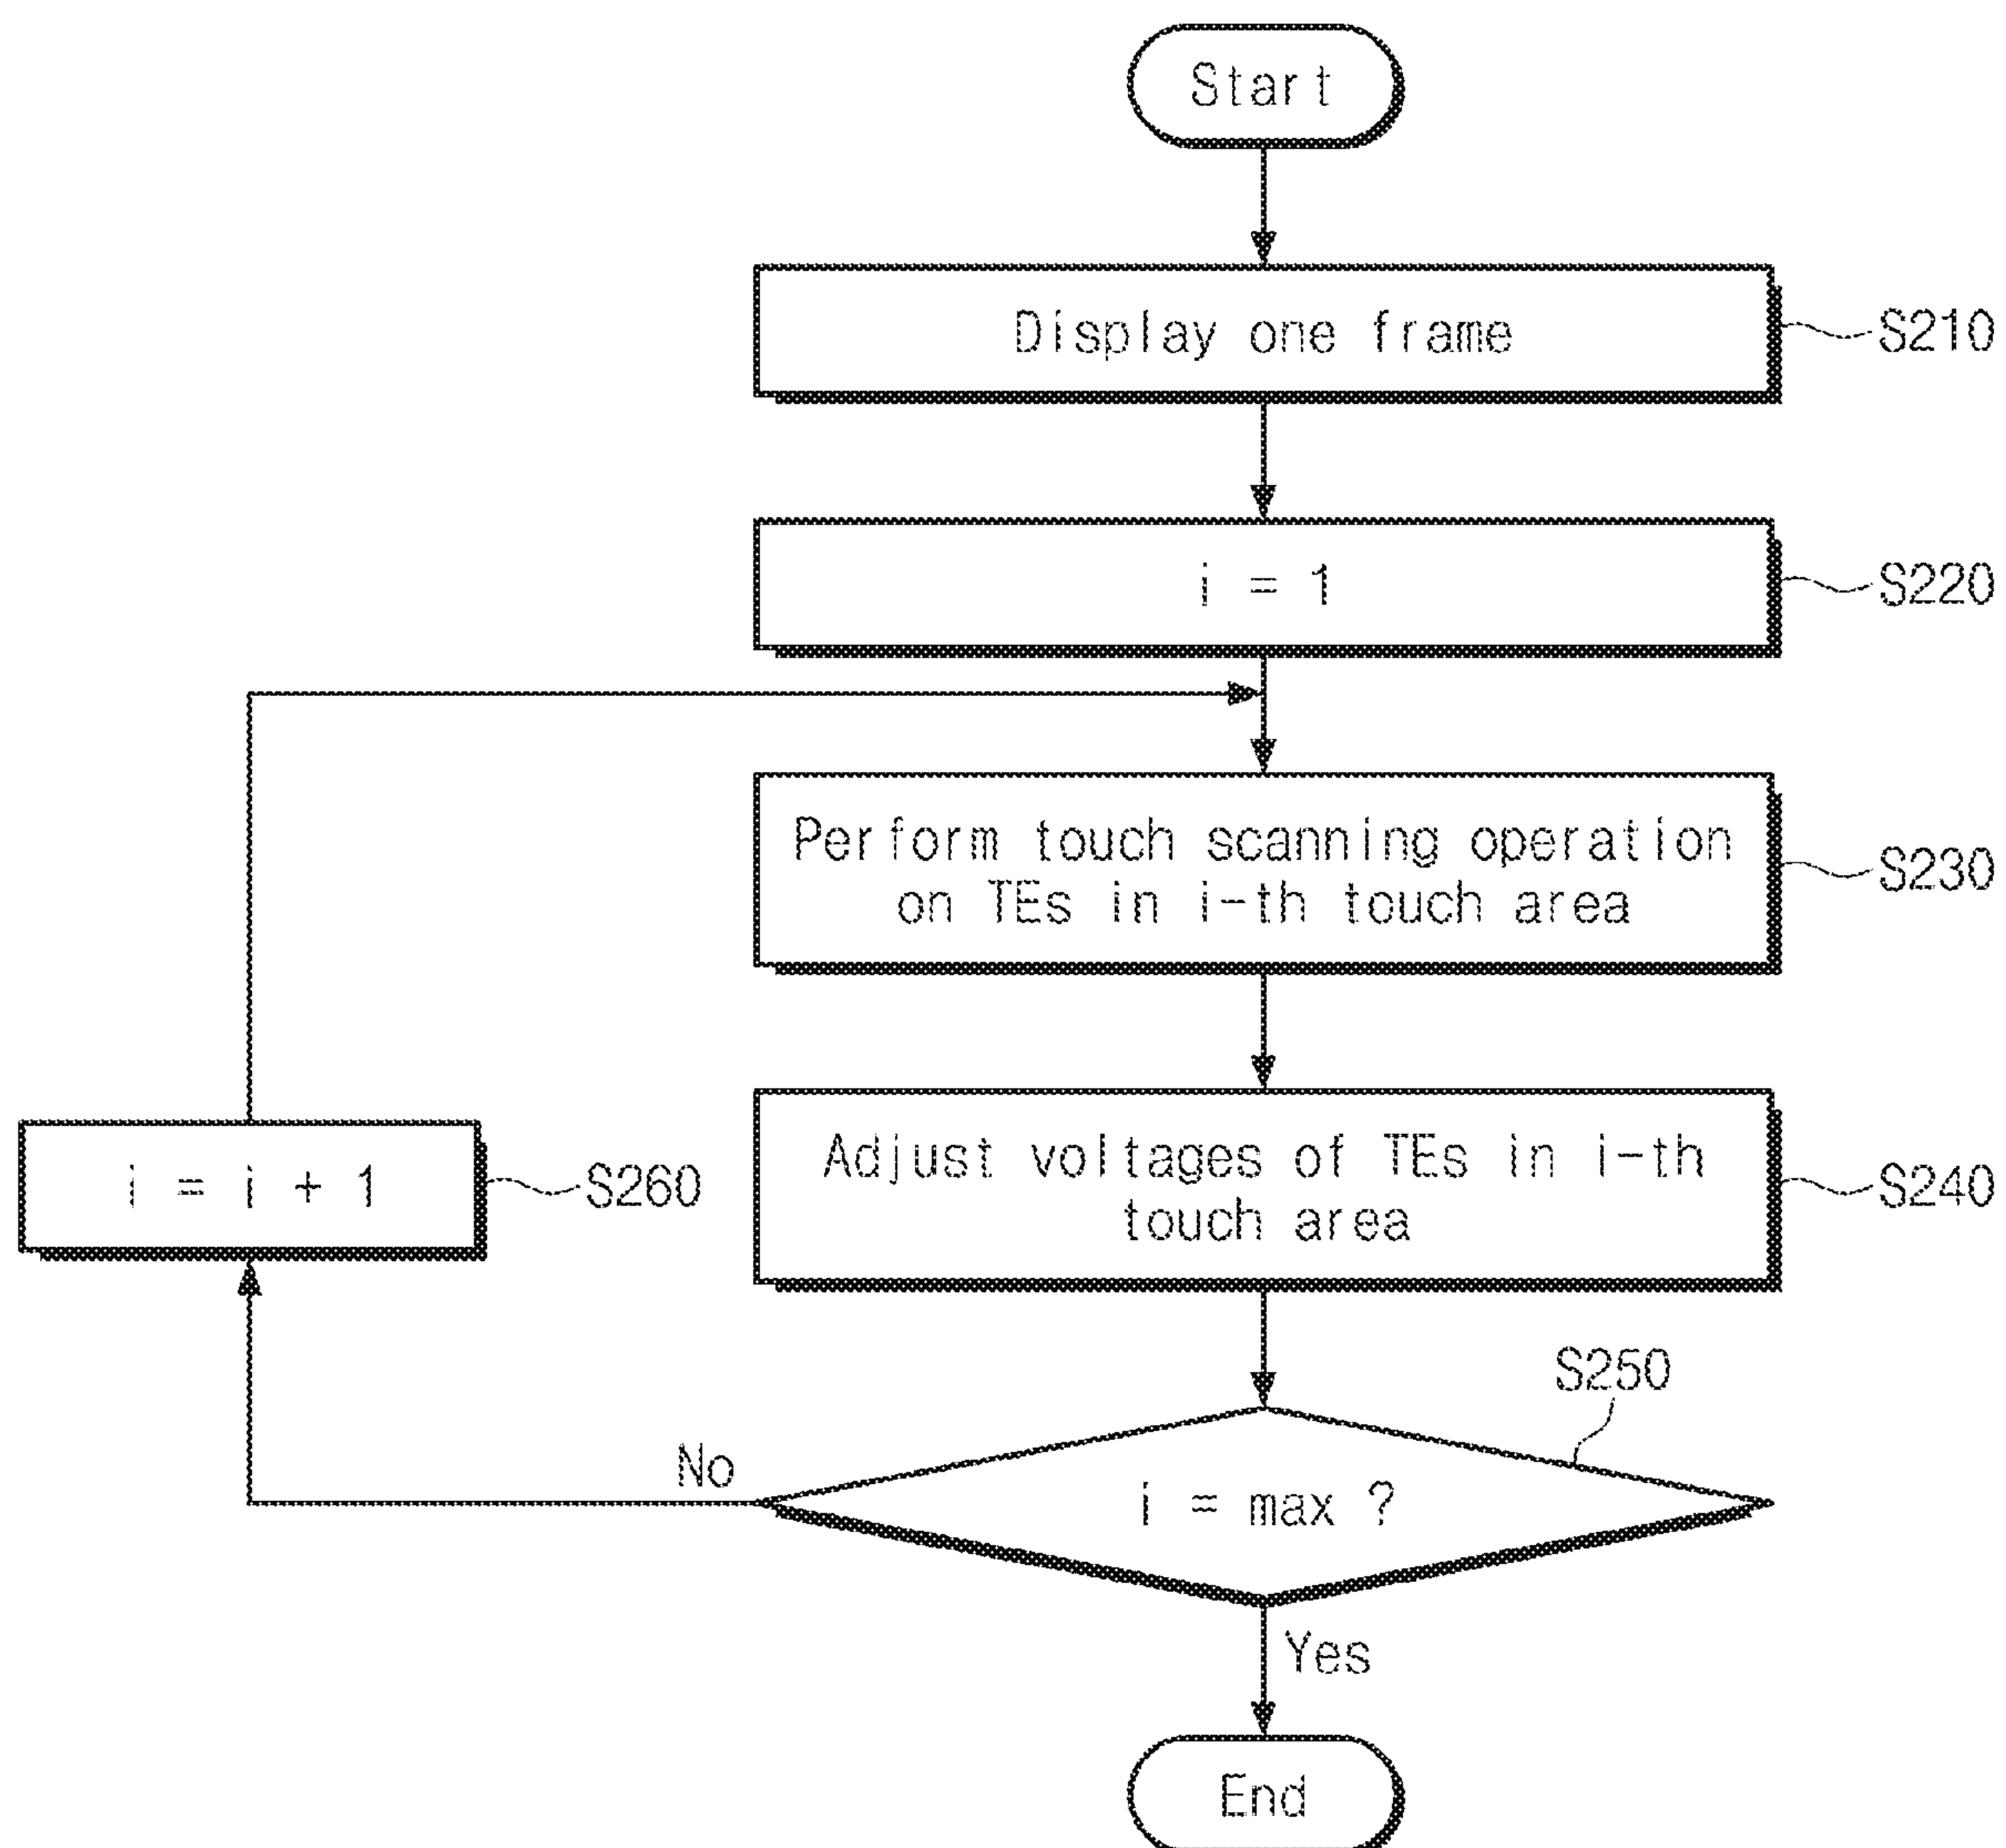 Start
Display one frame
S210
i = 1
S220
Perform touch scanning operation
on TEs in i-th touch area
S230
Adjust voltages of TEs in i-th
touch area
S240
i = i + 1
S260
S250
No
i = max ?
Yes
End